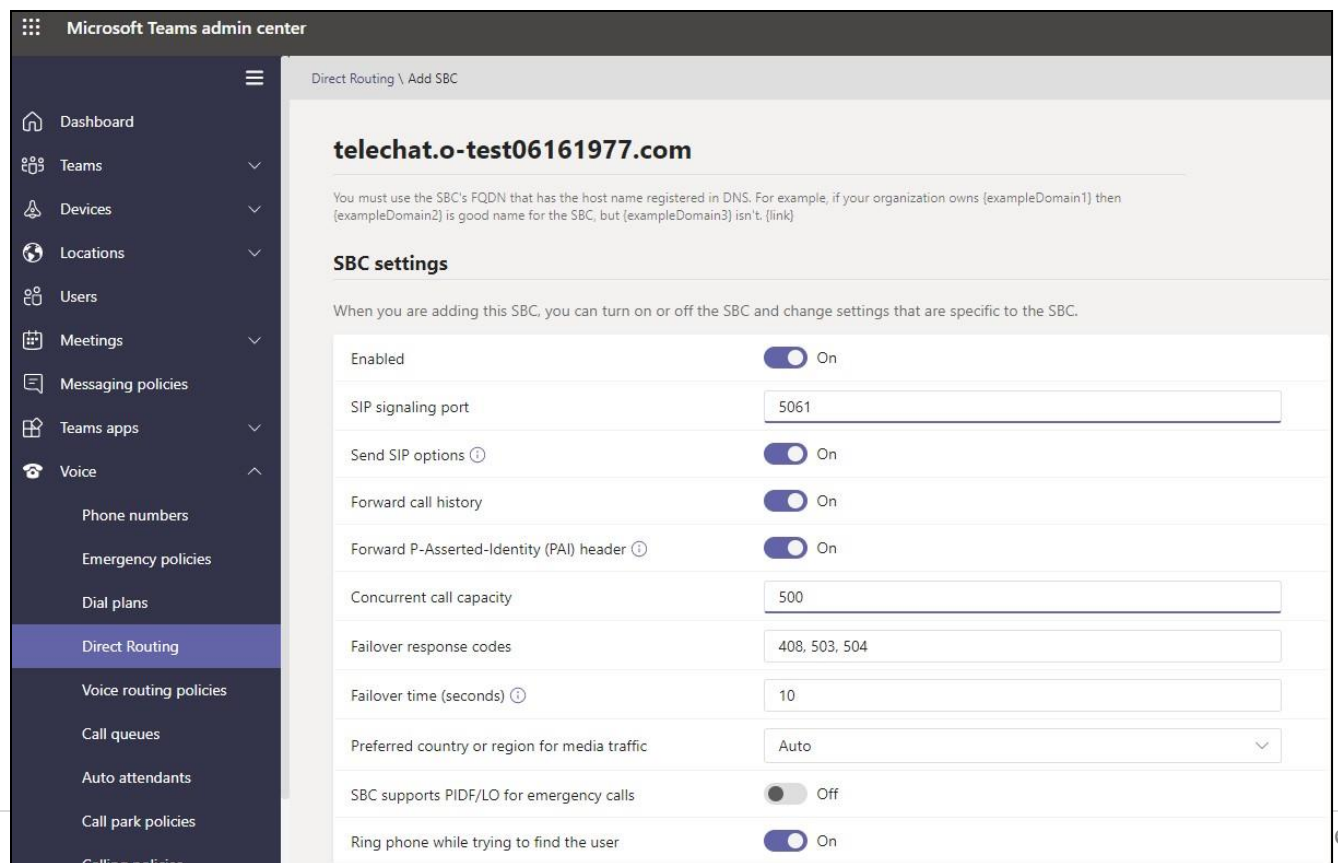 Microsoft Teams admin center
Direct Routing \ Add SBC
Dashboard
Teams
Devices
Locations
Users
Meetings
Messaging policies
Teams apps
Voice
Phone numbers
Emergency policies
Dial plans
Direct Routing
Voice routing policies
Call queues
Auto attendants
Call park policies
Calling policies
telechat.o-test06161977.com
You must use the SBC's FQDN that has the host name registered in DNS. For example, if your organization owns {exampleDomain1} then
{exampleDomain2} is good name for the SBC, but {exampleDomain3} isn't. {link}
SBC settings
When you are adding this SBC, you can turn on or off the SBC and change settings that are specific to the SBC.
Enabled On
SIP signaling port 5061
Send SIP options On
Forward call history On
Forward P-Asserted-Identity (PAI) header On
Concurrent call capacity 500
Failover response codes 408, 503, 504
Failover time (seconds) 10
Preferred country or region for media traffic Auto
SBC supports PIDF/LO for emergency calls Off
Ring phone while trying to find the user On